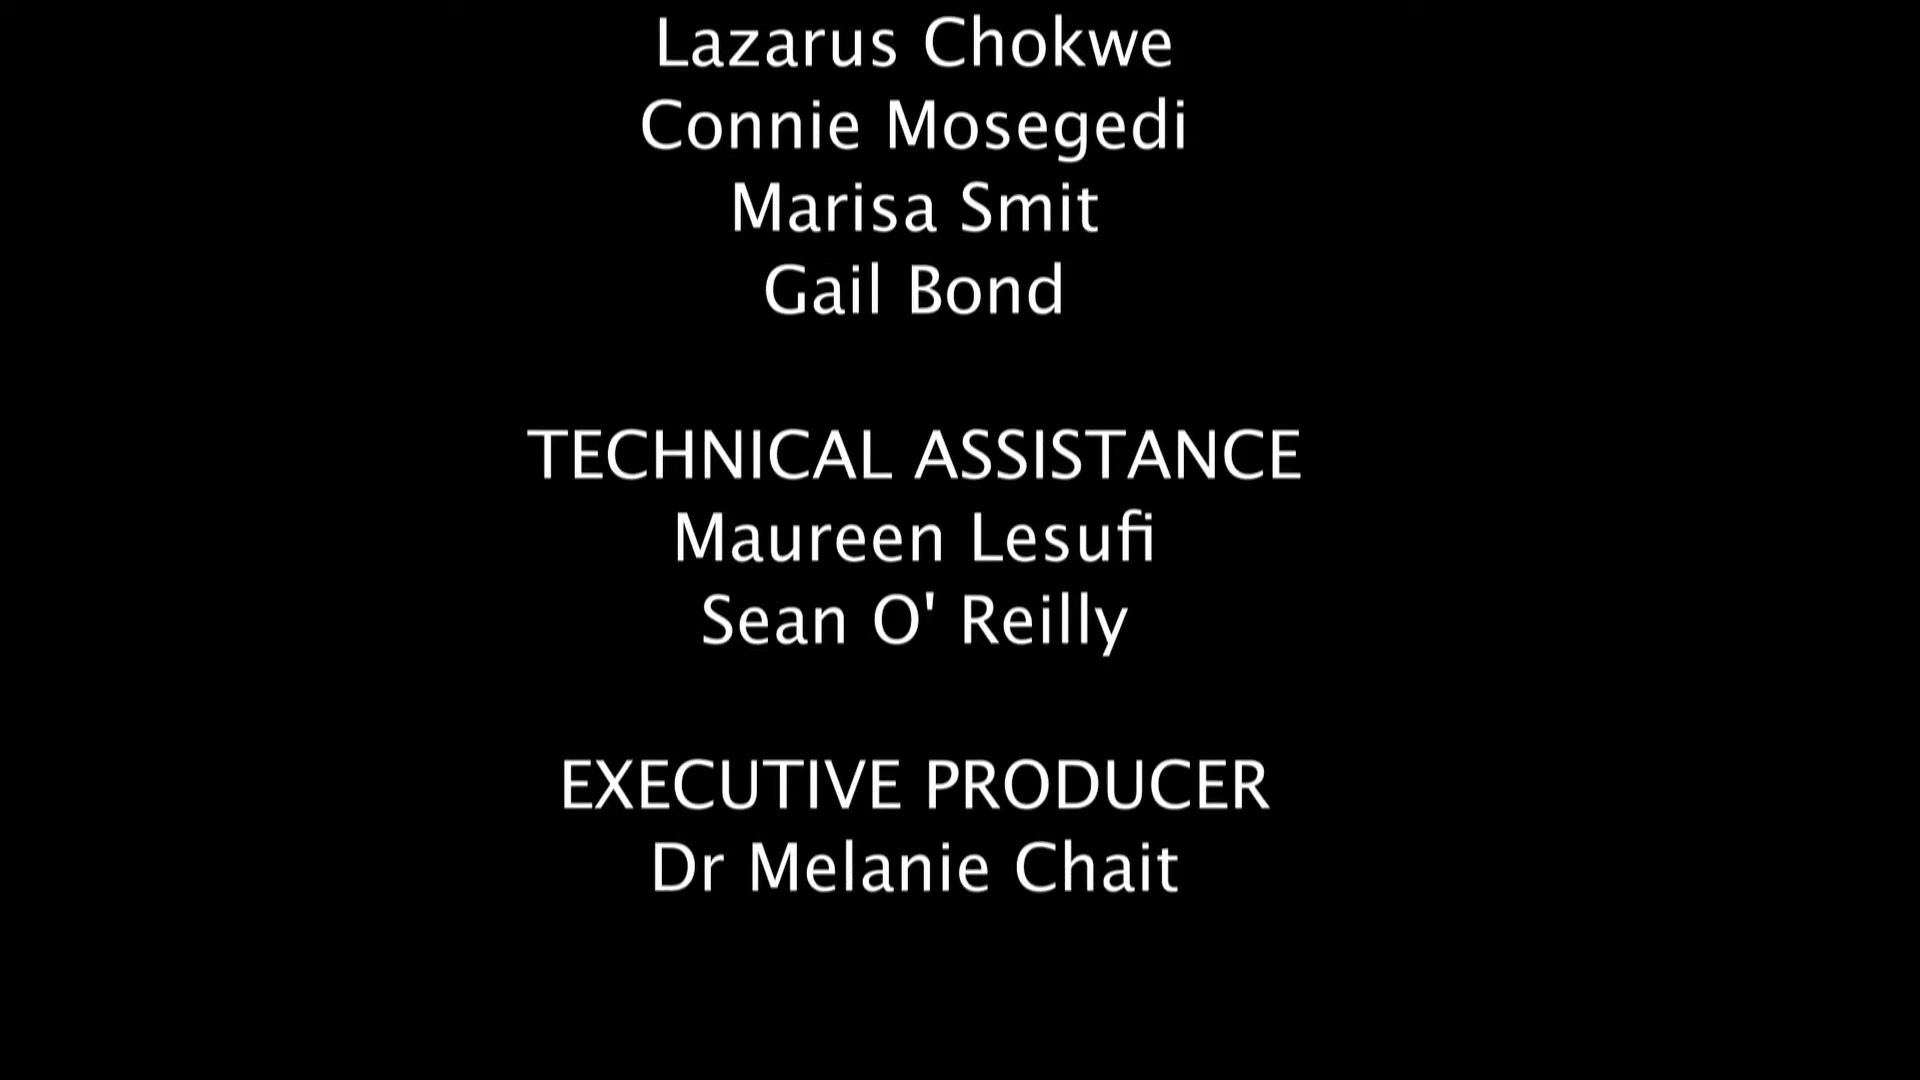 Lazarus Chokwe
Connie Mosegedi
Marisa Smit
Gail Bond
TECHNICAL ASSISTANCE
Maureen Lesufi
Sean O' Reilly
EXECUTIVE PRODUCER
Dr Melanie Chait